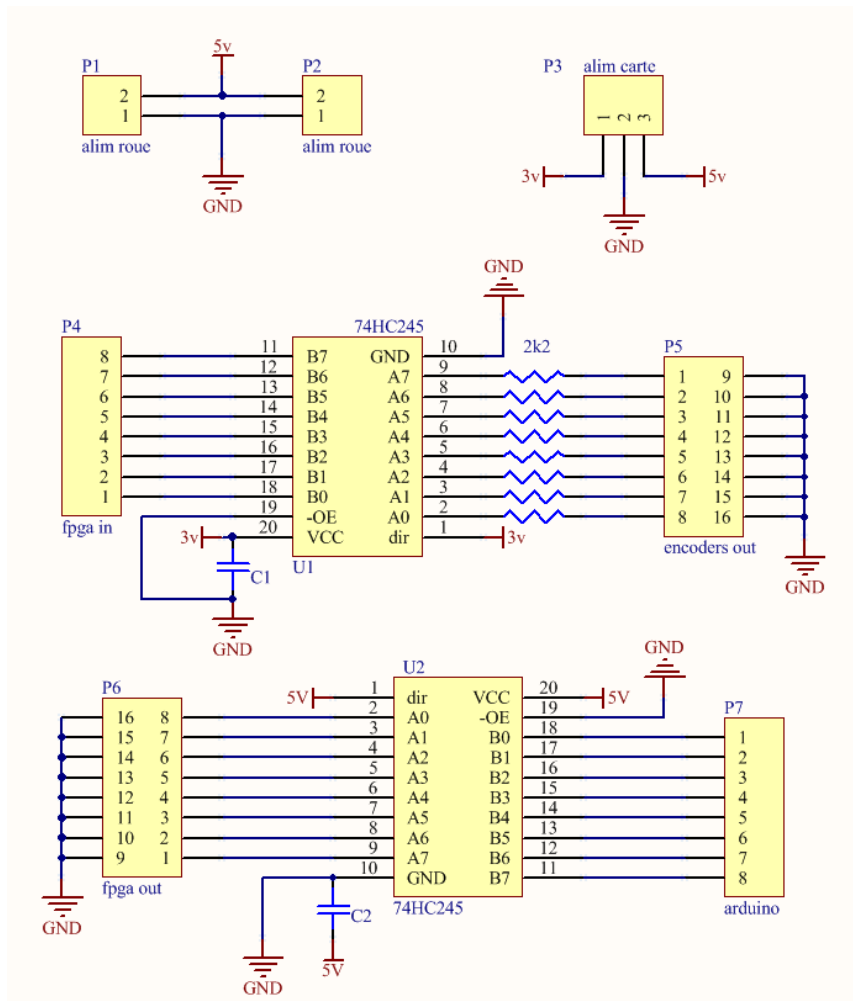 5v
P1 P2
2 2
1 1
alim roue alim roue
GND
P3 alim carte
1 2 3
3v 5v
GND
GND
P4 74HC245 2k2 P5
8 11 B7 GND 10
7 12 B6 A7 9 1 9
6 13 B5 A6 8 2 10
5 14 B4 A5 7 3 11
4 15 B3 A4 6 4 12
3 16 B2 A3 5 5 13
2 17 B1 A2 4 6 14
1 18 B0 A1 3 7 15
19 -OE A0 2 8 16
fpga in 3v 20 VCC dir 1 3v
encoders out
U1
C1
GND
GND
U2 GND
P6 P7
5V 1 dir VCC 20 5V
16 8 2 A0 -OE 19
15 7 3 A1 B0 18 1
14 6 4 A2 B1 17 2
13 5 5 A3 B2 16 3
12 4 6 A4 B3 15 4
11 3 7 A5 B4 14 5
10 2 8 A6 B5 13 6
9 1 9 A7 B6 12 7
10 GND B7 11 8
fpga out 74HC245 arduino
C2
GND
5V
GND